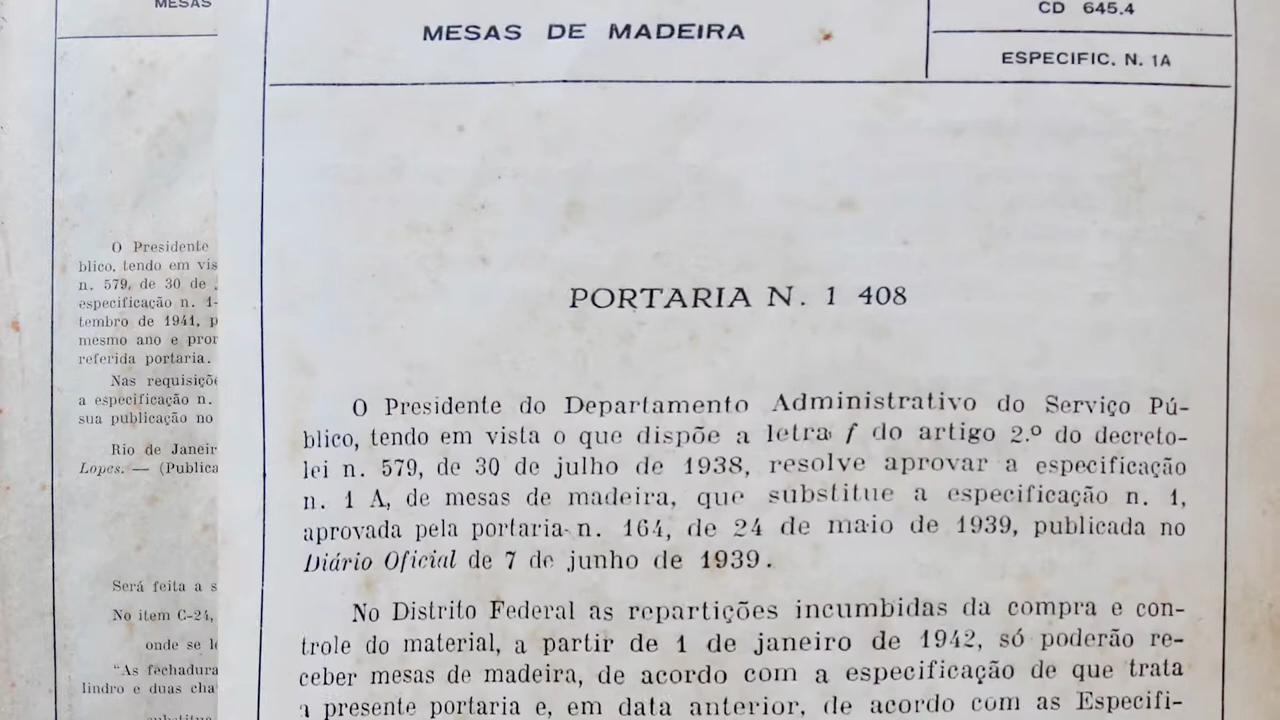 MESAS
O Presidente
blico, tendo em vis
n. 579, de 30 de
especificação n. 1-
tembro de 1941, p
mesmo ano e pror
referida portaria.
Nas requisiçõe
a especificação n.
sua publicação no
Rio de Janeir
Lopes. — (Publica
Será feita a s
No item C-24,
onde se le
"As fechadura
lindro e duas cha
substitue
MESAS DE MADEIRA
CD 645.4
ESPECIFIC. N. 1A
PORTARIA N. 1 408
O Presidente do Departamento Administrativo do Serviço Pú-
blico, tendo em vista o que dispõe a letra f do artigo 2.º do decreto-
lei n. 579, de 30 de julho de 1938, resolve aprovar a especificação
n. 1 A, de mesas de madeira, que substitue a especificação n. 1,
aprovada pela portaria n. 164, de 24 de maio de 1939, publicada no
Diário Oficial de 7 de junho de 1939.
No Distrito Federal as repartições incumbidas da compra e con-
trole do material, a partir de 1 de janeiro de 1942, só poderão re-
ceber mesas de madeira, de acordo com a especificação de que trata
a presente portaria e, em data anterior, de acordo com as Especifi-